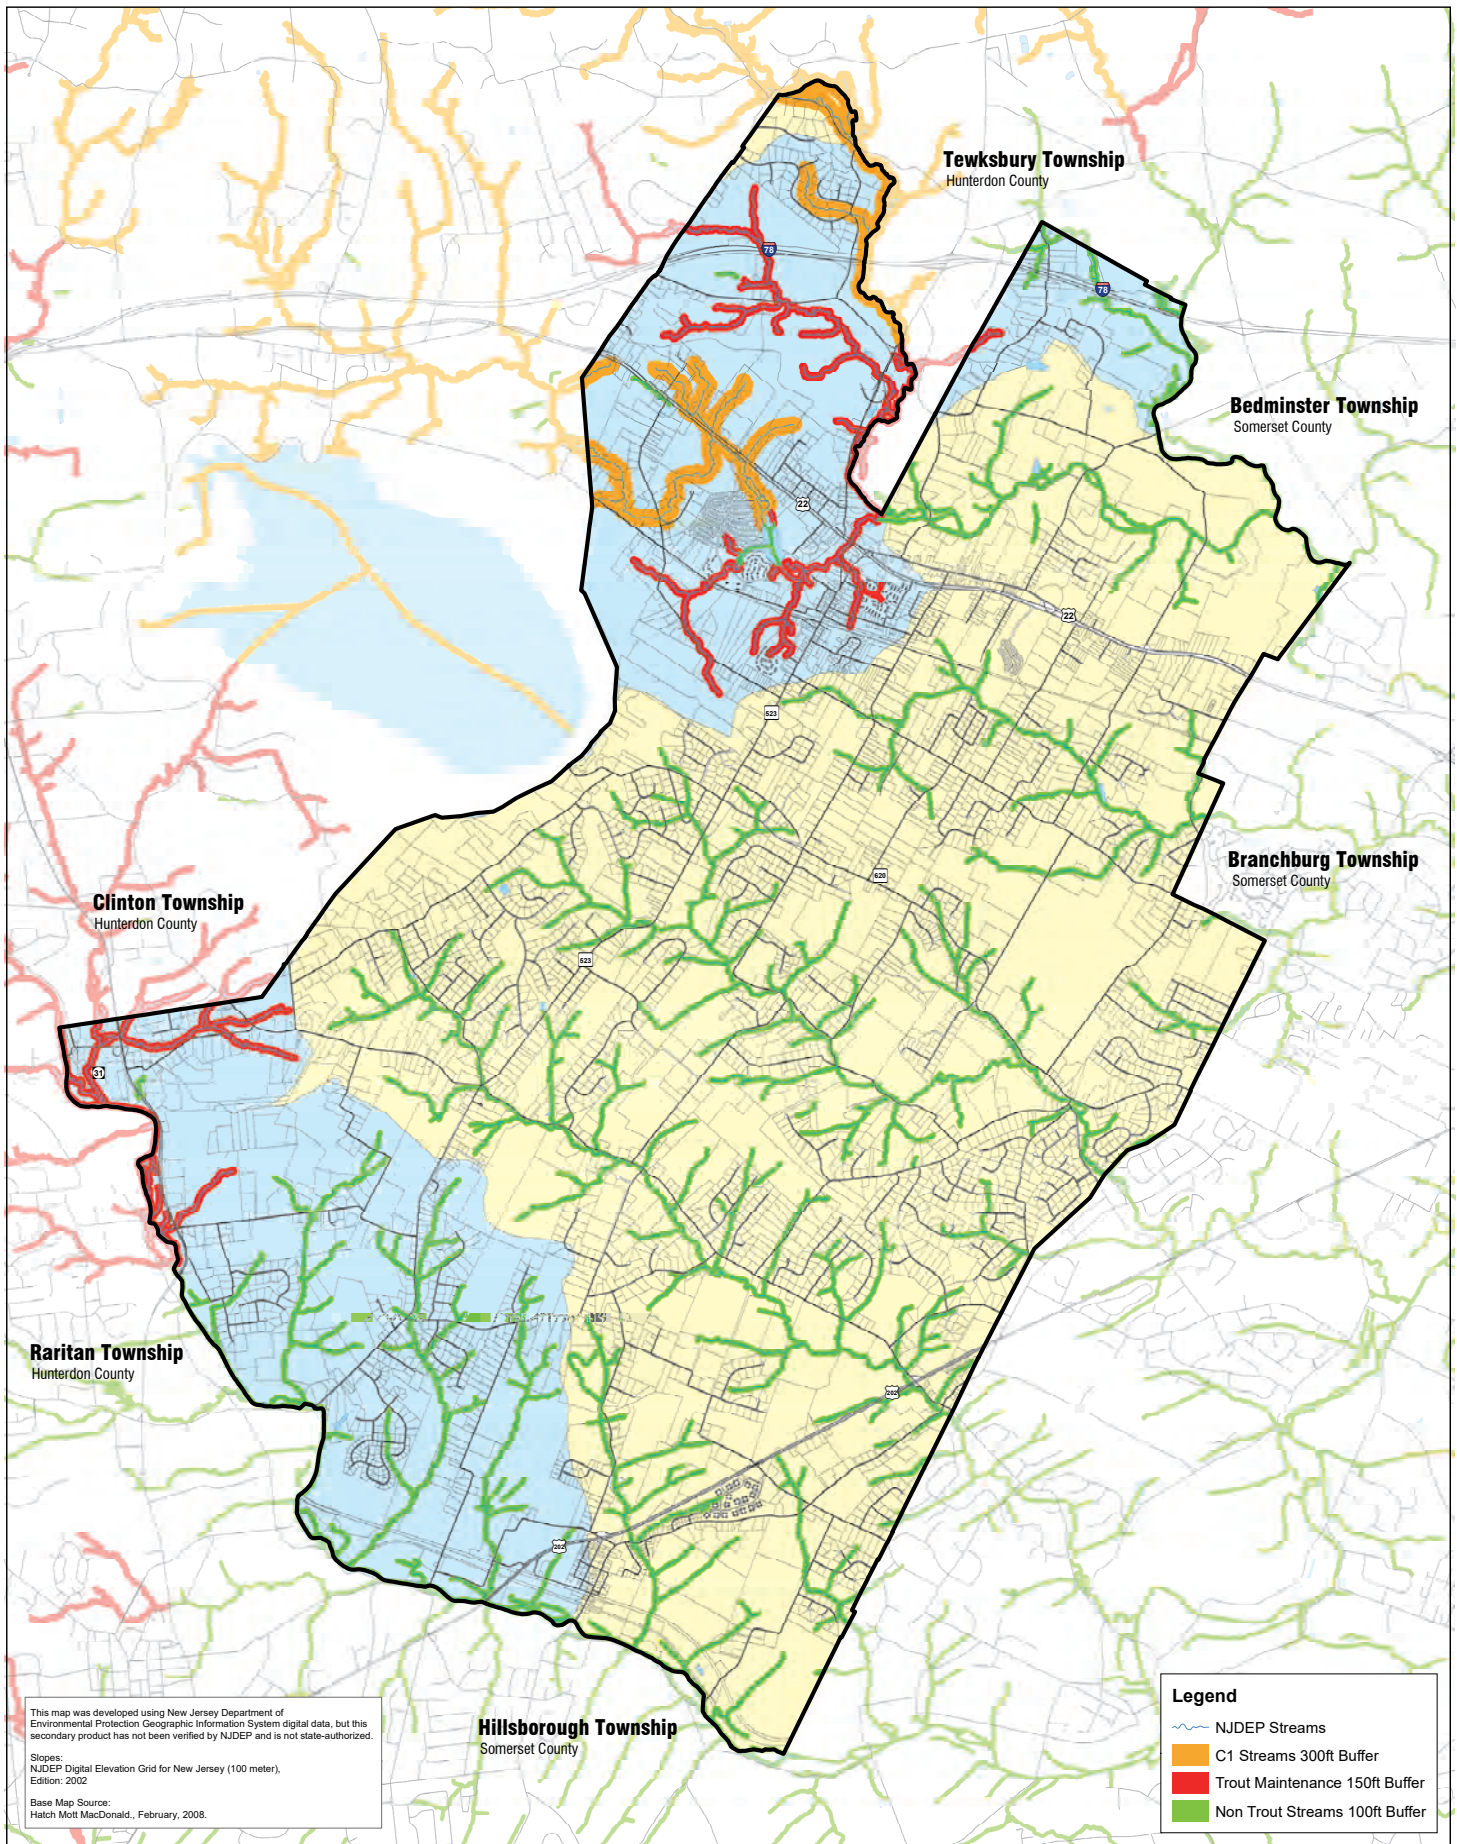 Tewksbury Township
Hunterdon County
78
78
Bedminster Township
Somerset County
22
22
523
Branchburg Township
Somerset County
620
Clinton Township
Hunterdon County
523
31
Raritan Township
Hunterdon County
202
202
Hillsborough Township
Somerset County
This map was developed using New Jersey Department of
Environmental Protection Geographic Information System digital data, but this
secondary product has not been verified by NJDEP and is not state-authorized.
Slopes:
NJDEP Digital Elevation Grid for New Jersey (100 meter),
Edition: 2002
Base Map Source:
Hatch Mott MacDonald., February, 2008.
Legend
NJDEP Streams
C1 Streams 300ft Buffer
Trout Maintenance 150ft Buffer
Non Trout Streams 100ft Buffer